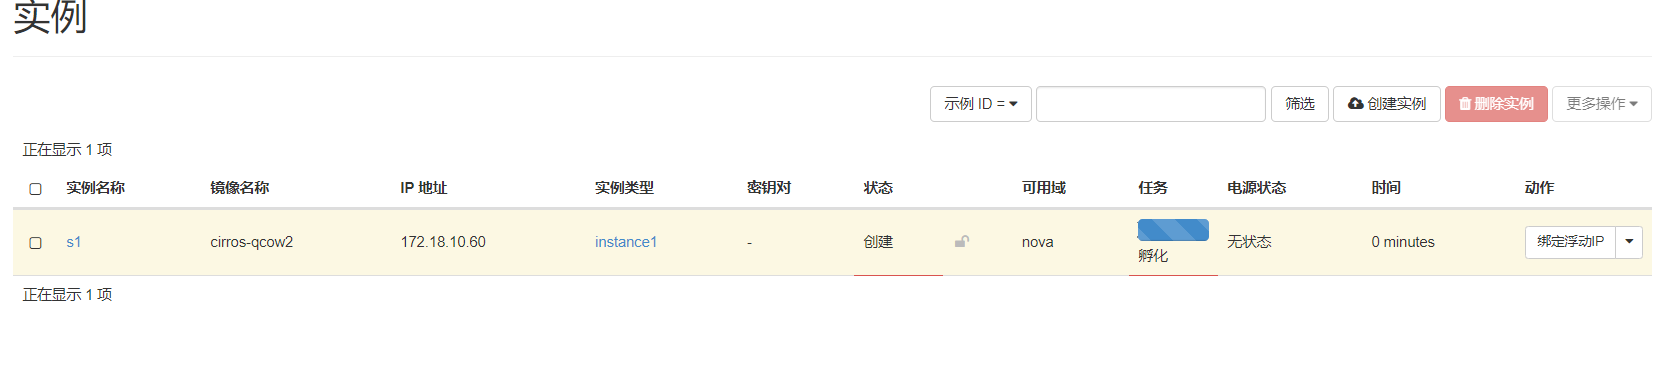 实例
示例 ID = 筛选 创建实例 删除实例 更多操作
正在显示 1 项
实例名称 镜像名称 IP 地址 实例类型 密钥对 状态 可用域 任务 电源状态 时间 动作
s1 cirros-qcow2 172.18.10.60 instance1 - 创建 nova 孵化 无状态 0 minutes 绑定浮动IP
正在显示 1 项